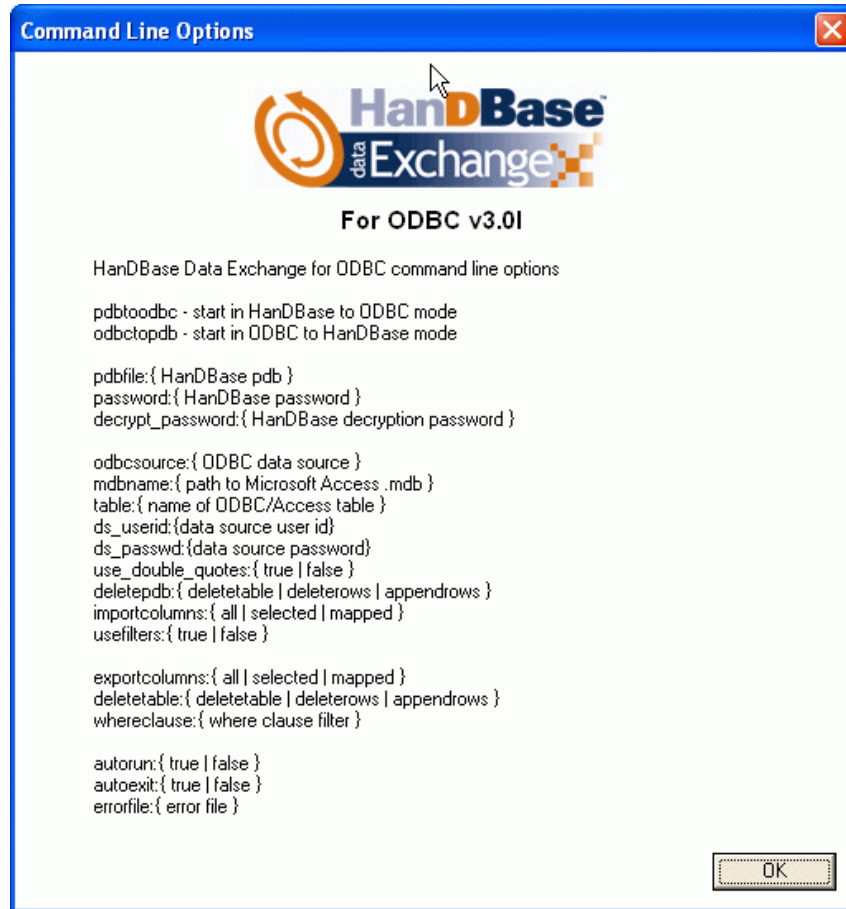 Command Line Options
HanDBase™
data Exchange
For ODBC v3.0l
HanDBase Data Exchange for ODBC command line options
pdbtoodbc - start in HanDBase to ODBC mode
odbctopdb - start in ODBC to HanDBase mode
pdbfile:{ HanDBase pdb }
password:{ HanDBase password }
decrypt_password:{ HanDBase decryption password }
odbcsource:{ ODBC data source }
mdbname:{ path to Microsoft Access .mdb }
table:{ name of ODBC/Access table }
ds_userid:{data source user id}
ds_passwd:{data source password}
use_double_quotes:{ true | false }
deletepdb:{ deletetable | deleterows | appendrows }
importcolumns:{ all | selected | mapped }
usefilters:{ true | false }
exportcolumns:{ all | selected | mapped }
deletetable:{ deletetable | deleterows | appendrows }
whereclause:{ where clause filter }
autorun:{ true | false }
autoexit:{ true | false }
errorfile:{ error file }
OK